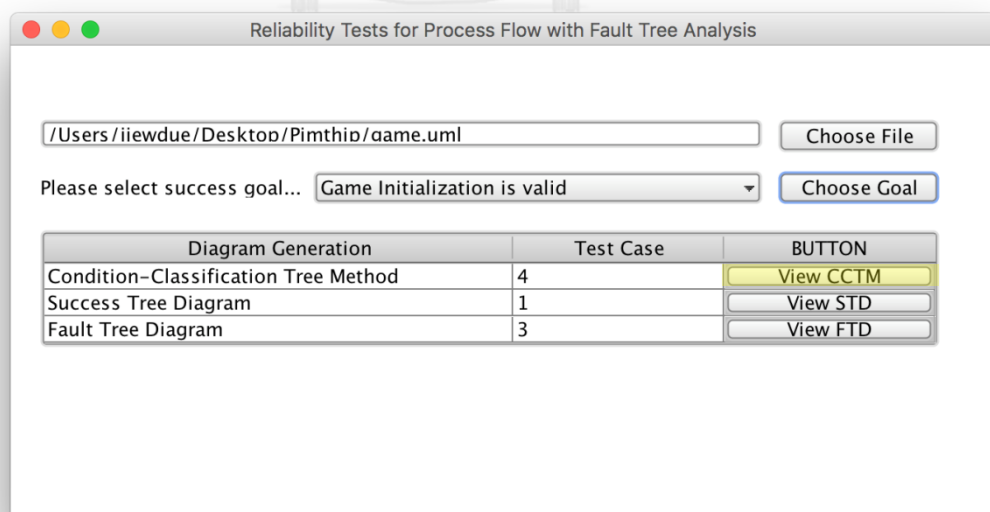 Reliability Tests for Process Flow with Fault Tree Analysis
/Users/jiewdue/Desktop/Pimthip/game.uml Choose File
Please select success goal... Game Initialization is valid Choose Goal
Diagram Generation Test Case BUTTON
Condition-Classification Tree Method 4 View CCTM
Success Tree Diagram 1 View STD
Fault Tree Diagram 3 View FTD